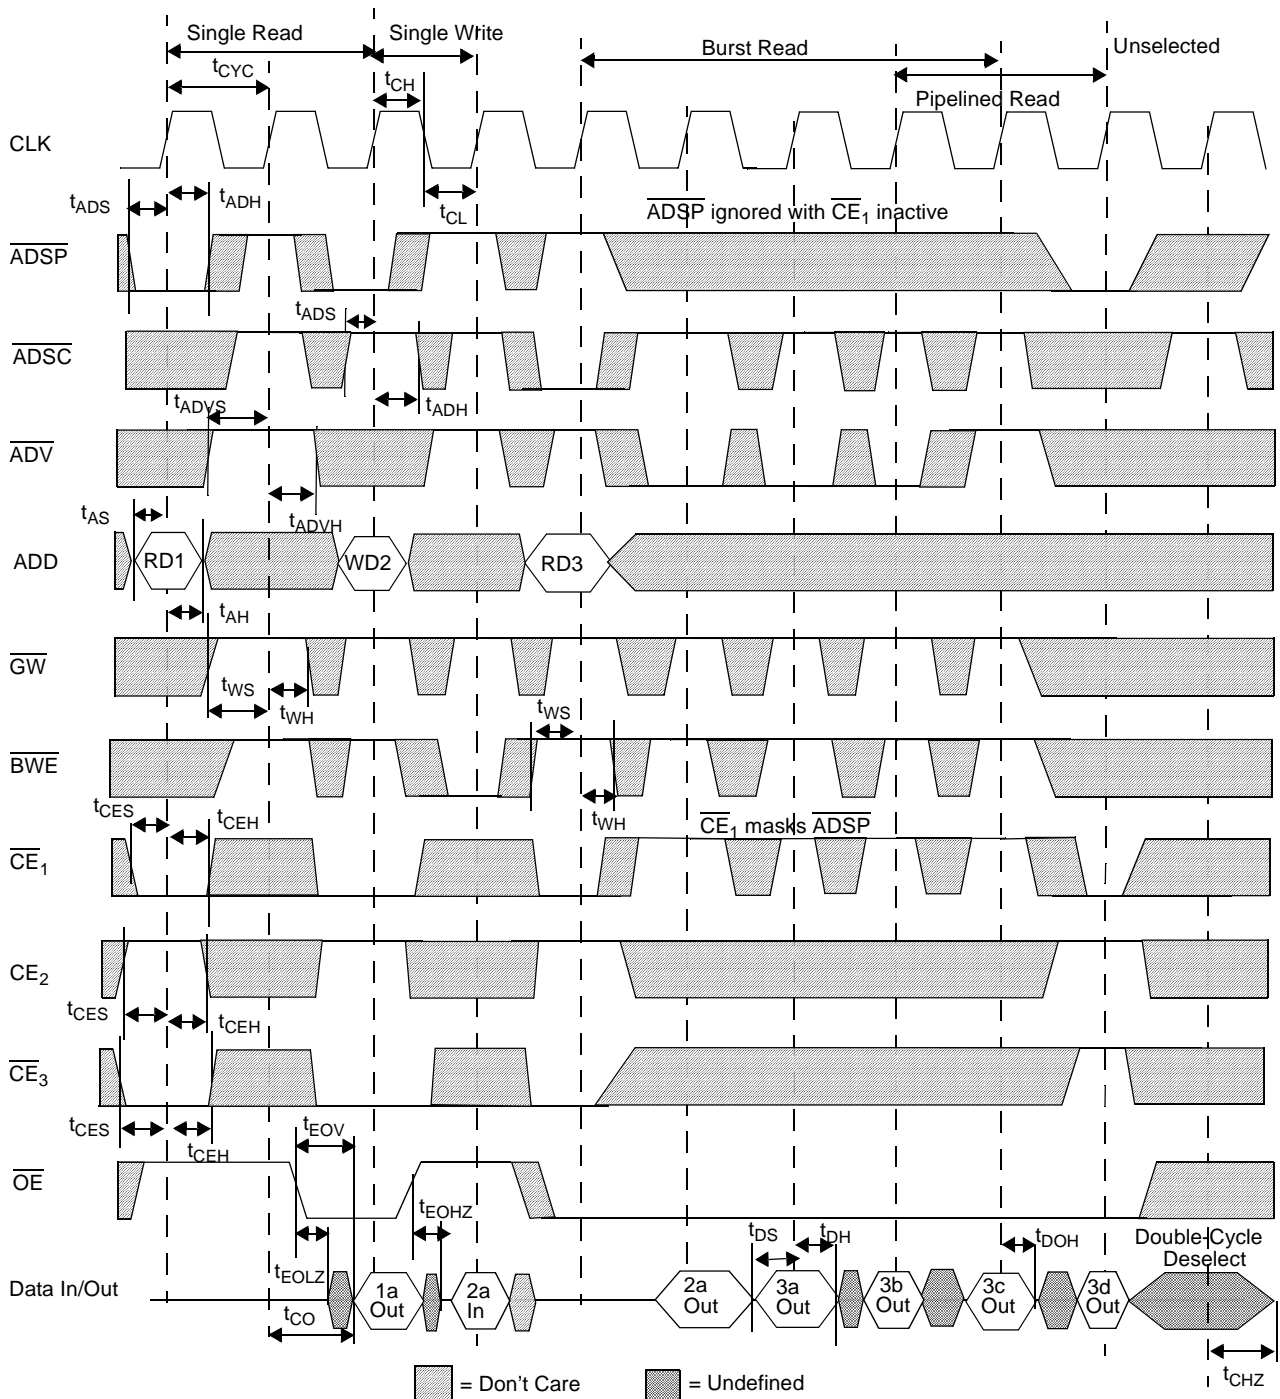 Single Read
Single Write
Burst Read
Unselected
tCYC
tCH
Pipelined Read
CLK
tADS
tADH
tCL
ADSP ignored with CE1 inactive
ADSP
tADS
ADSC
tADVS
tADH
ADV
tAS
tADVH
ADD
RD1
WD2
RD3
tAH
GW
tWS
tWH
tWS
BWE
tCES
tCEH
tWH
CE1 masks ADSP
CE1
CE2
tCES
tCEH
CE3
tCES
tCEH
tEOV
OE
tEOHZ
tDS
tDH
tDOH
Double-Cycle
Deselect
tEOLZ
Data In/Out
1a
Out
2a
In
2a
Out
3a
Out
3b
Out
3c
Out
3d
Out
tCO
tCHZ
= Don't Care
= Undefined